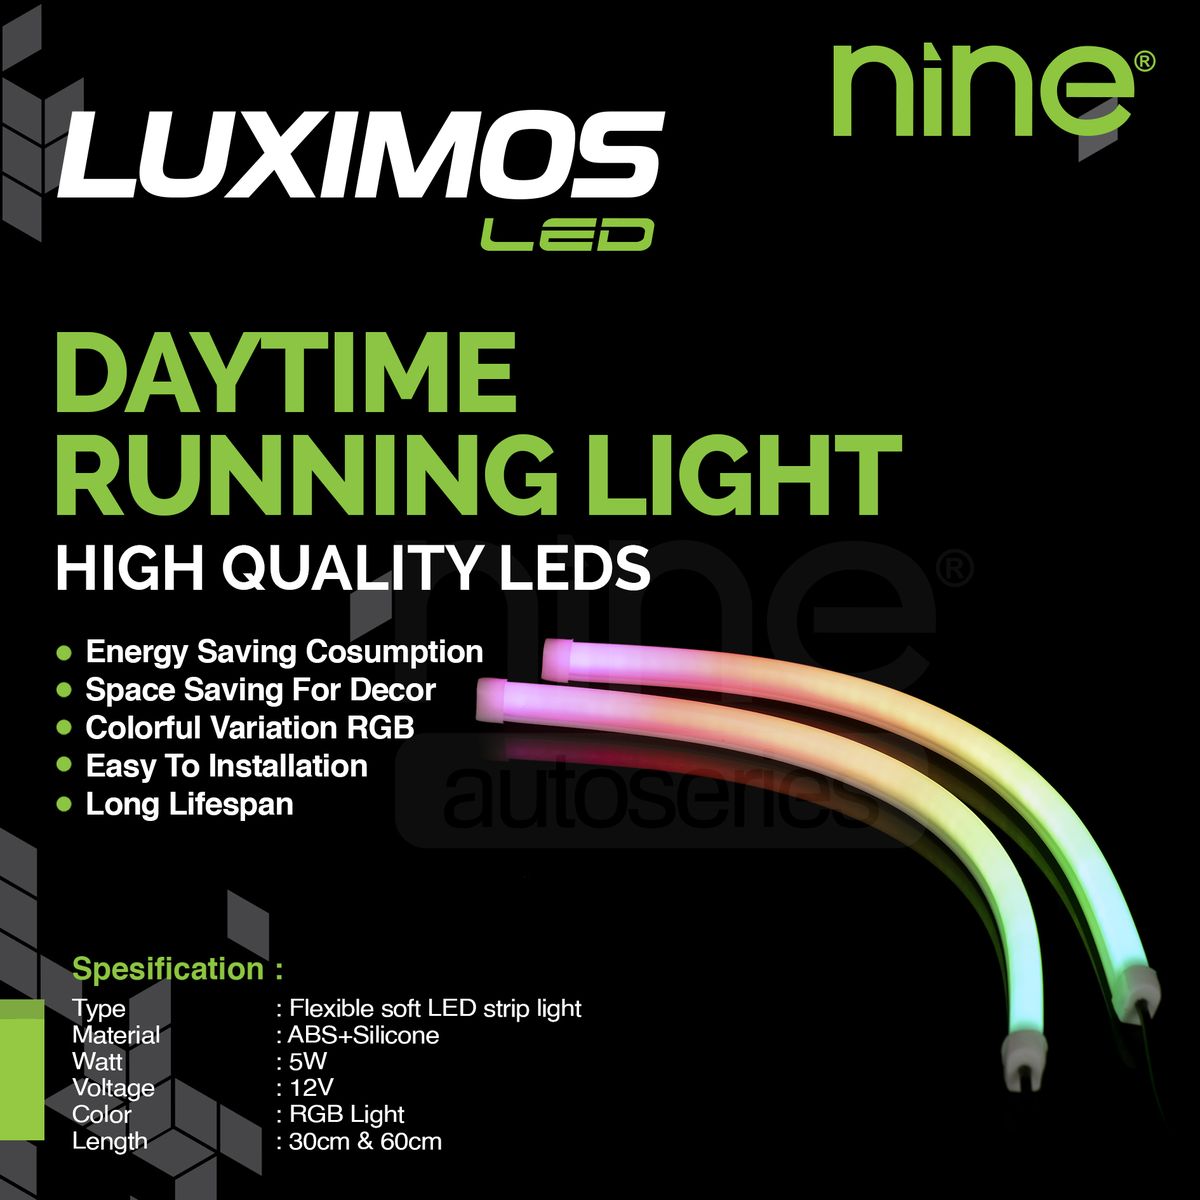 nine®
LUXIMOS
LED
DAYTIME
RUNNING LIGHT
HIGH QUALITY LEDS
nine®
autoseries
Energy Saving Cosumption
Space Saving For Decor
Colorful Variation RGB
Easy To Installation
Long Lifespan
Spesification :
Type : Flexible soft LED strip light
Material : ABS+Silicone
Watt : 5W
Voltage : 12V
Color : RGB Light
Length : 30cm & 60cm